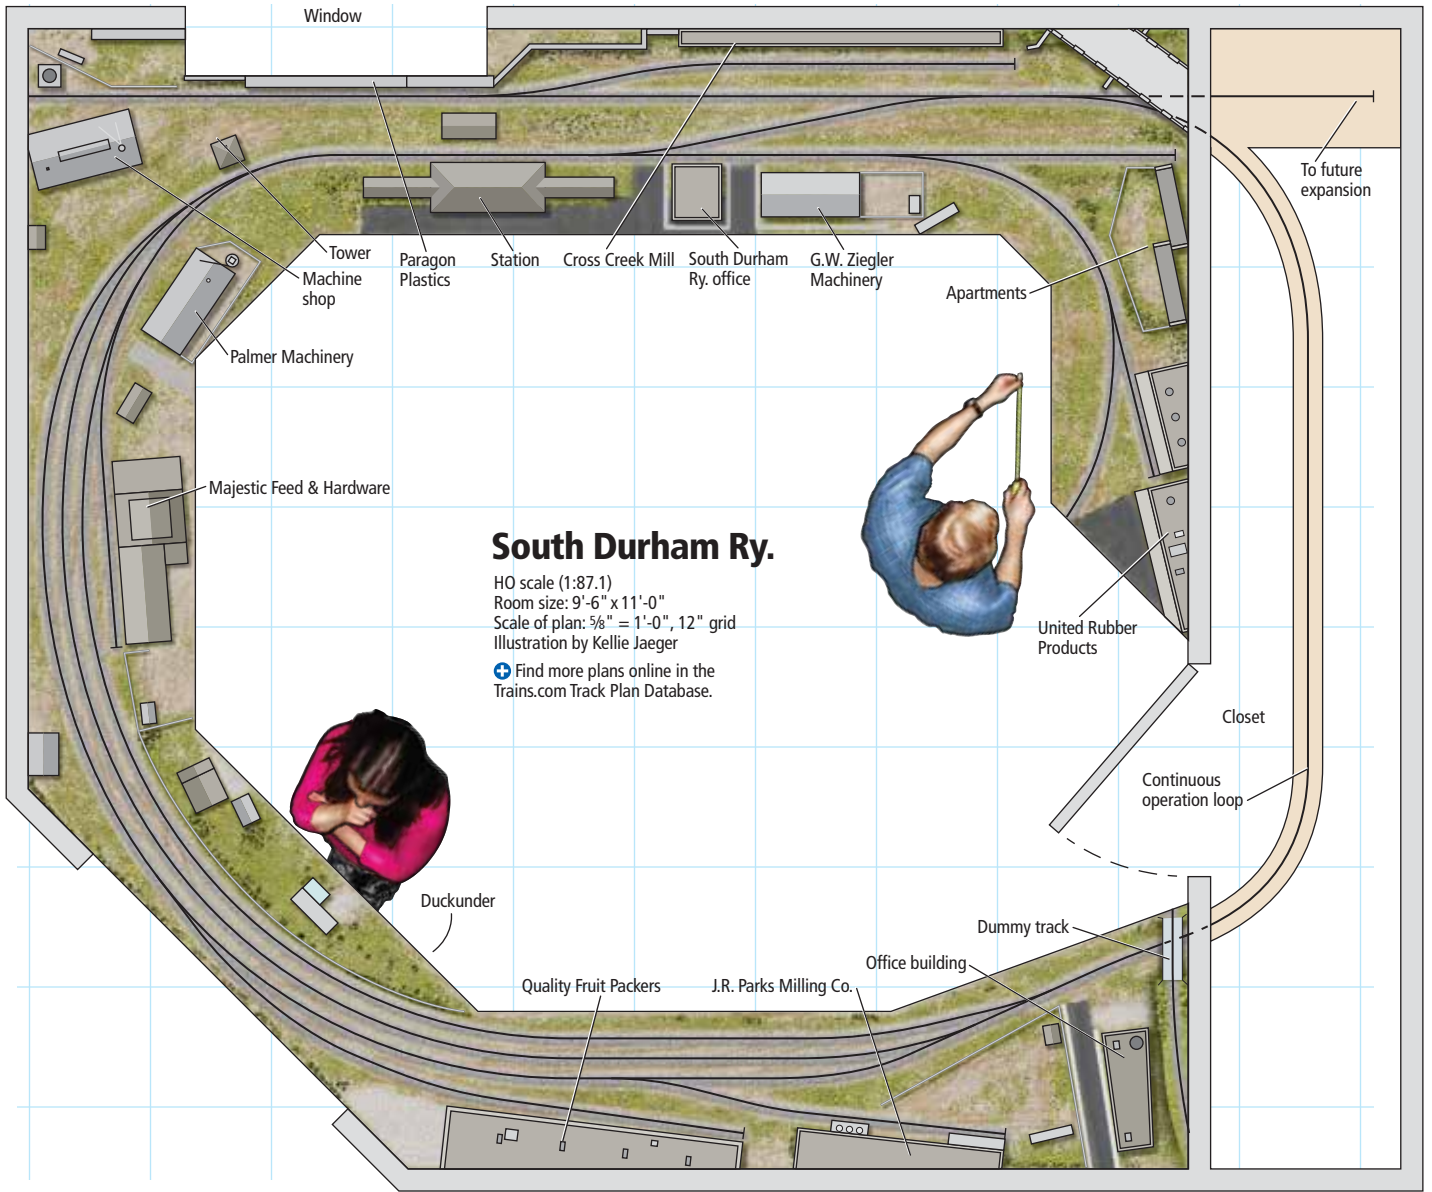 Window
To future
expansion
Tower
Machine
shop
Paragon
Plastics
Station
Cross Creek Mill
South Durham
Ry. office
G.W. Ziegler
Machinery
Apartments
Palmer Machinery
Majestic Feed & Hardware
South Durham Ry.
HO scale (1:87.1)
Room size: 9'-6" x 11'-0"
Scale of plan: ⅝" = 1'-0", 12" grid
Illustration by Kellie Jaeger
Find more plans online in the
Trains.com Track Plan Database.
United Rubber
Products
Closet
Continuous
operation loop
Duckunder
Dummy track
Office building
Quality Fruit Packers
J.R. Parks Milling Co.